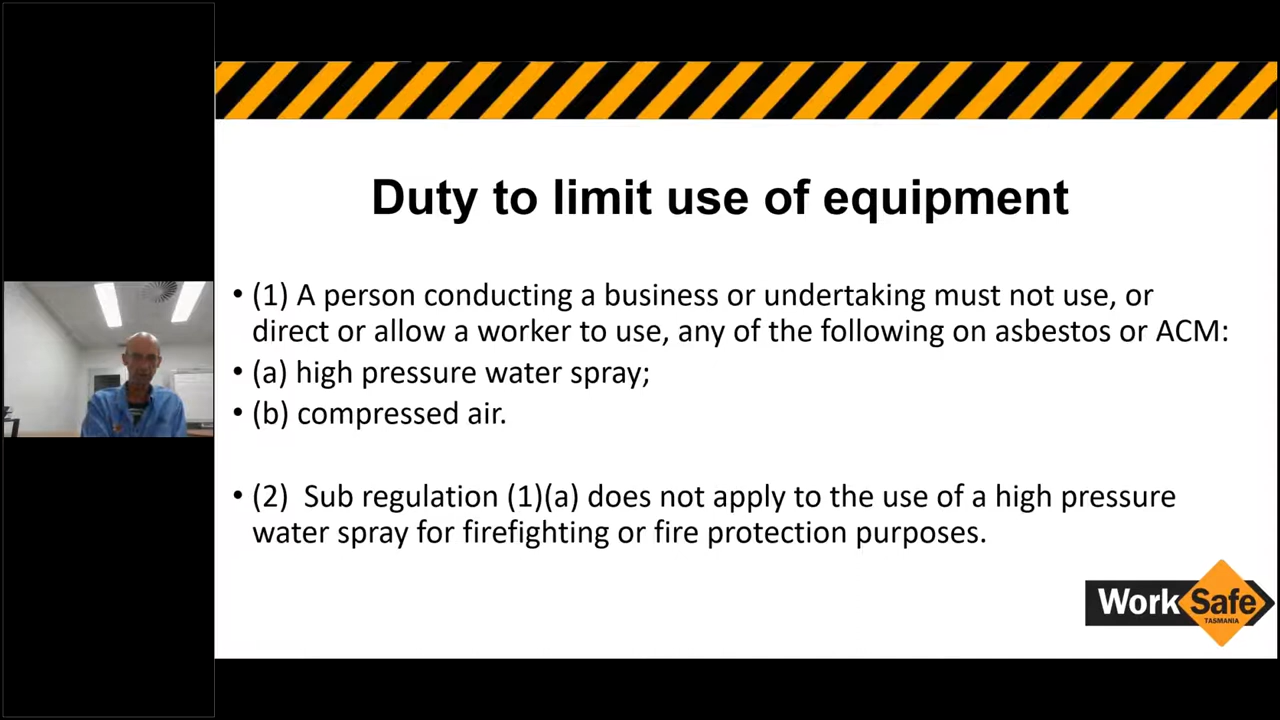 Duty to limit use of equipment
• (1) A person conducting a business or undertaking must not use, or
direct or allow a worker to use, any of the following on asbestos or ACM:
• (a) high pressure water spray;
• (b) compressed air.
• (2)  Sub regulation (1)(a) does not apply to the use of a high pressure
water spray for firefighting or fire protection purposes.
WorkSafe
TASMANIA